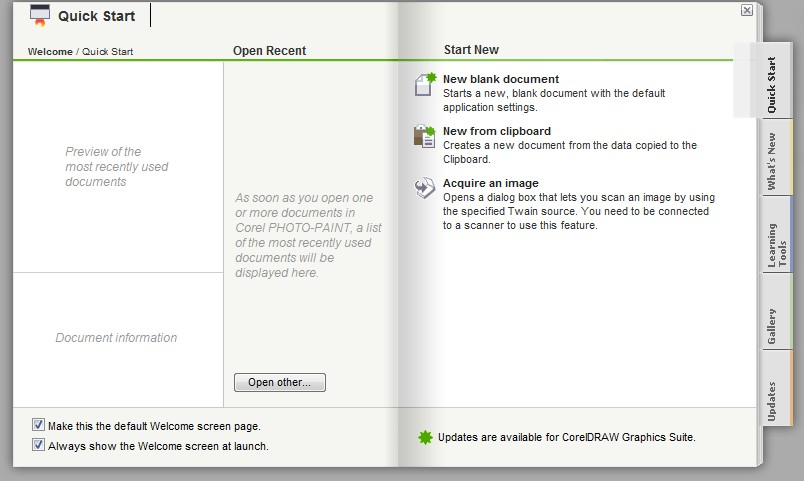 Quick Start
Welcome / Quick Start
Open Recent
Start New
Preview of the
most recently used
documents
Document information
As soon as you open one
or more documents in
Corel PHOTO-PAINT, a list
of the most recently used
documents will be
displayed here.
Open other...
New blank document
Starts a new, blank document with the default
application settings.
New from clipboard
Creates a new document from the data copied to the
Clipboard.
Acquire an image
Opens a dialog box that lets you scan an image by using
the specified Twain source. You need to be connected
to a scanner to use this feature.
Make this the default Welcome screen page.
Always show the Welcome screen at launch.
Updates are available for CorelDRAW Graphics Suite.
Quick Start
What's New
Learning
Tools
Gallery
Updates